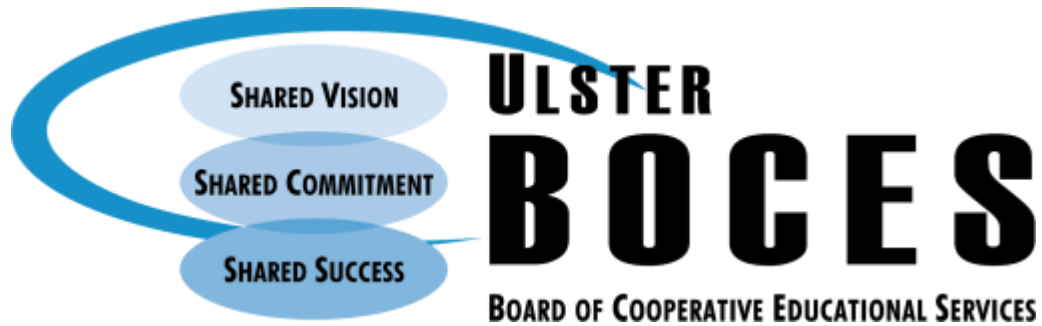 SHARED VISION
SHARED COMMITMENT
SHARED SUCCESS
ULSTER
BOCES
BOARD OF COOPERATIVE EDUCATIONAL SERVICES